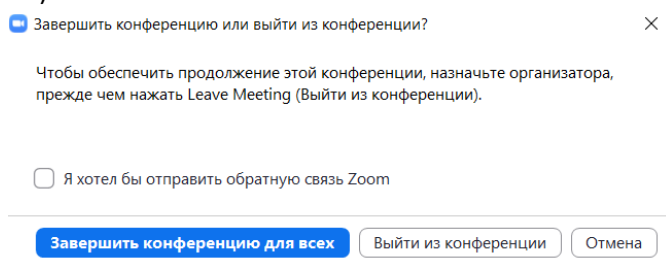 Завершить конференцию или выйти из конференции?
Чтобы обеспечить продолжение этой конференции, назначьте организатора,
прежде чем нажать Leave Meeting (Выйти из конференции).
Я хотел бы отправить обратную связь Zoom
Завершить конференцию для всех Выйти из конференции Отмена